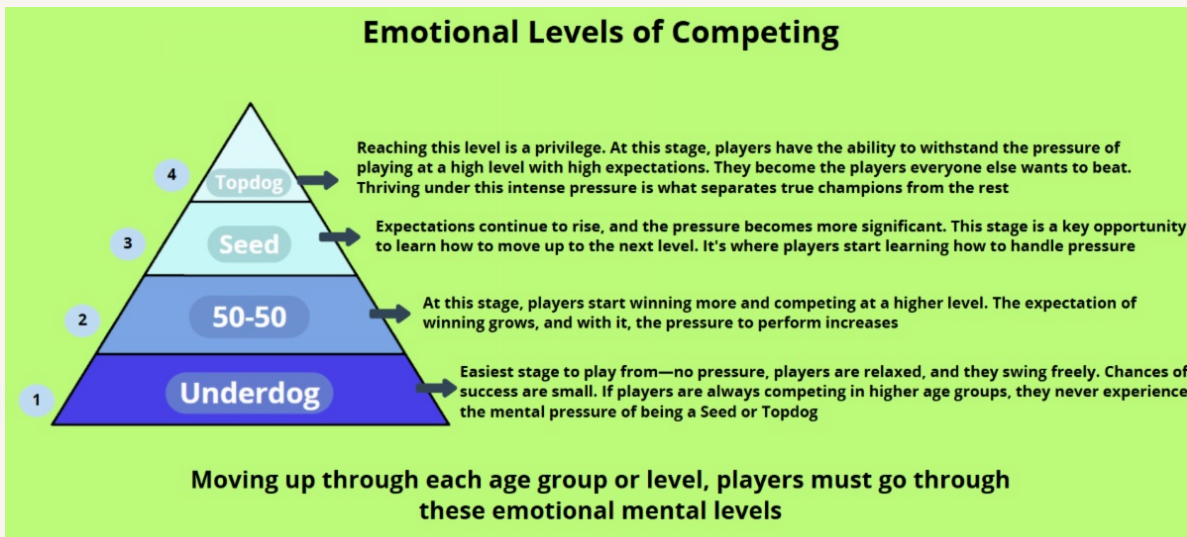 Emotional Levels of Competing
4
Topdog
Reaching this level is a privilege. At this stage, players have the ability to withstand the pressure of
playing at a high level with high expectations. They become the players everyone else wants to beat.
Thriving under this intense pressure is what separates true champions from the rest
3
Seed
Expectations continue to rise, and the pressure becomes more significant. This stage is a key opportunity
to learn how to move up to the next level. It's where players start learning how to handle pressure
2
50-50
At this stage, players start winning more and competing at a higher level. The expectation of
winning grows, and with it, the pressure to perform increases
1
Underdog
Easiest stage to play from—no pressure, players are relaxed, and they swing freely. Chances of
success are small. If players are always competing in higher age groups, they never experience
the mental pressure of being a Seed or Topdog
Moving up through each age group or level, players must go through
these emotional mental levels